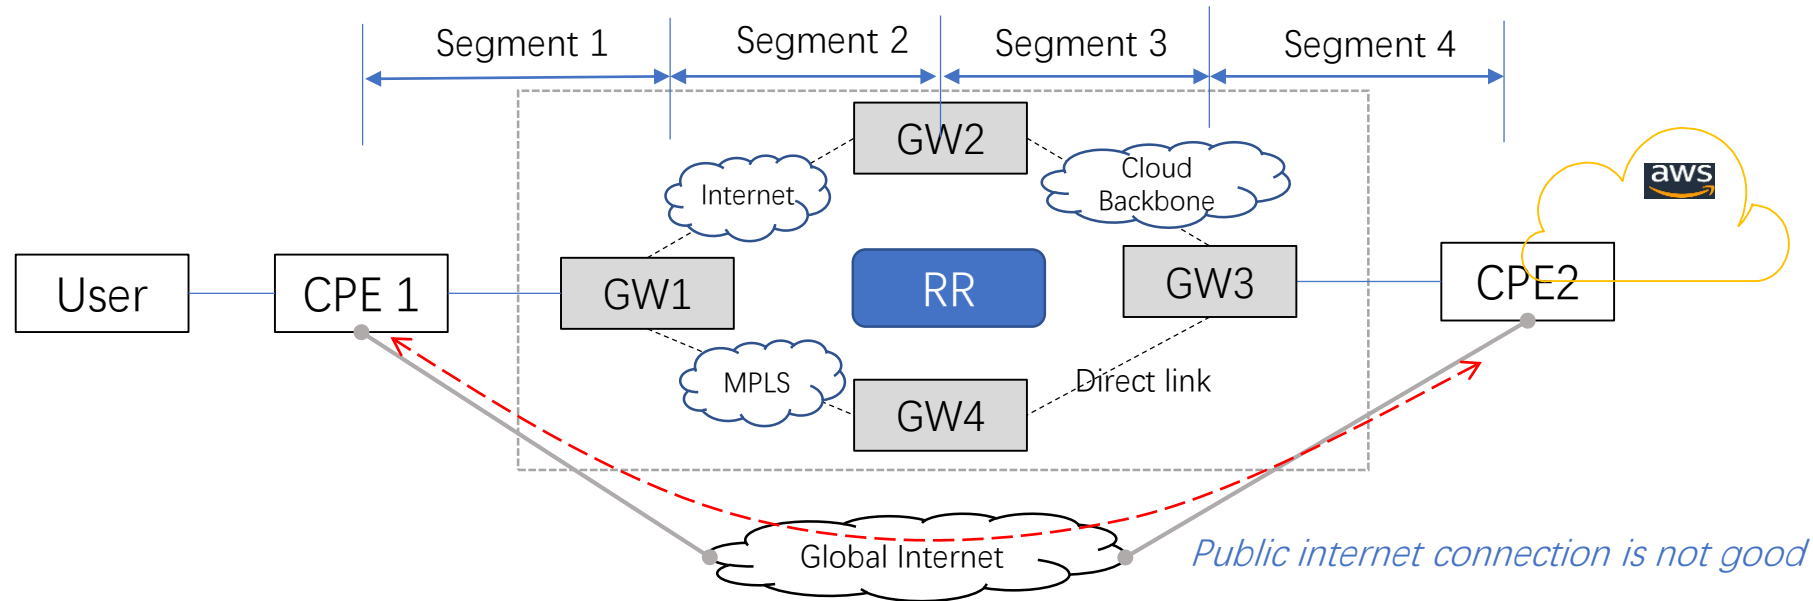 Segment 1
Segment 2
Segment 3
Segment 4
GW2
Internet
Cloud
Backbone
aws
User
CPE 1
GW1
RR
GW3
CPE2
MPLS
GW4
Direct link
Global Internet
Public internet connection is not good